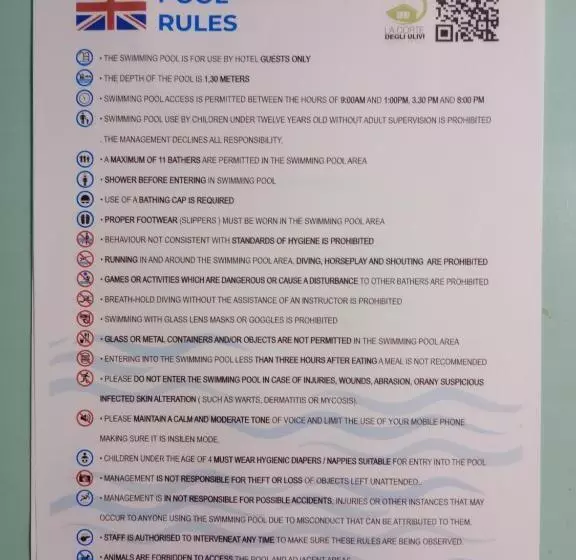 POOL
RULES
LA CORTE
DEGLI ULIVI
• THE SWIMMING POOL IS FOR USE BY HOTEL GUESTS ONLY
• THE DEPTH OF THE POOL IS 1,30 METERS
• SWIMMING POOL ACCESS IS PERMITTED BETWEEN THE HOURS OF 9:00AM AND 1:00PM, 3.30 PM AND 8:00 PM
• SWIMMING POOL USE BY CHILDREN UNDER TWELVE YEARS OLD WITHOUT ADULT SUPERVISION IS PROHIBITED
. THE MANAGEMENT DECLINES ALL RESPONSIBILITY.
• A MAXIMUM OF 11 BATHERS ARE PERMITTED IN THE SWIMMING POOL AREA
• SHOWER BEFORE ENTERING IN SWIMMING POOL
• USE OF A BATHING CAP IS REQUIRED
• PROPER FOOTWEAR (SLIPPERS ) MUST BE WORN IN THE SWIMMING POOL AREA
• BEHAVIOUR NOT CONSISTENT WITH STANDARDS OF HYGIENE IS PROHIBITED
• RUNNING IN AND AROUND THE SWIMMING POOL AREA, DIVING, HORSEPLAY AND SHOUTING ARE PROHIBITED
• GAMES OR ACTIVITIES WHICH ARE DANGEROUS OR CAUSE A DISTURBANCE TO OTHER BATHERS ARE PROHIBITED
• BREATH-HOLD DIVING WITHOUT THE ASSISTANCE OF AN INSTRUCTOR IS PROHIBITED
• SWIMMING WITH GLASS LENS MASKS OR GOGGLES IS PROHIBITED
• GLASS OR METAL CONTAINERS AND/OR OBJECTS ARE NOT PERMITTED IN THE SWIMMING POOL AREA
• ENTERING INTO THE SWIMMING POOL LESS THAN THREE HOURS AFTER EATING A MEAL IS NOT RECOMMENDED
• PLEASE DO NOT ENTER THE SWIMMING POOL IN CASE OF INJURIES, WOUNDS, ABRASION, ORANY SUSPICIOUS
INFECTED SKIN ALTERATION ( SUCH AS WARTS, DERMATITIS OR MYCOSIS).
• PLEASE MAINTAIN A CALM AND MODERATE TONE OF VOICE AND LIMIT THE USE OF YOUR MOBILE PHONE
MAKING SURE IT IS INSILEN MODE.
• CHILDREN UNDER THE AGE OF 4 MUST WEAR HYGIENIC DIAPERS / NAPPIES SUITABLE FOR ENTRY INTO THE POOL
• MANAGEMENT IS NOT RESPONSIBLE FOR THEFT OR LOSS OF OBJECTS LEFT UNATTENDED..
• MANAGEMENT IS IN NOT RESPONSIBLE FOR POSSIBLE ACCIDENTS, INJURIES OR OTHER INSTANCES THAT MAY
OCCUR TO ANYONE USING THE SWIMMING POOL DUE TO MISCONDUCT THAT CAN BE ATTRIBUTED TO THEM.
• STAFF IS AUTHORISED TO INTERVENEAT ANY TIME TO MAKE SURE THESE RULES ARE BEING OBSERVED.
• ANIMALS ARE FORBIDDEN TO ACCESS THE POOL AND ADJACENT AREAS